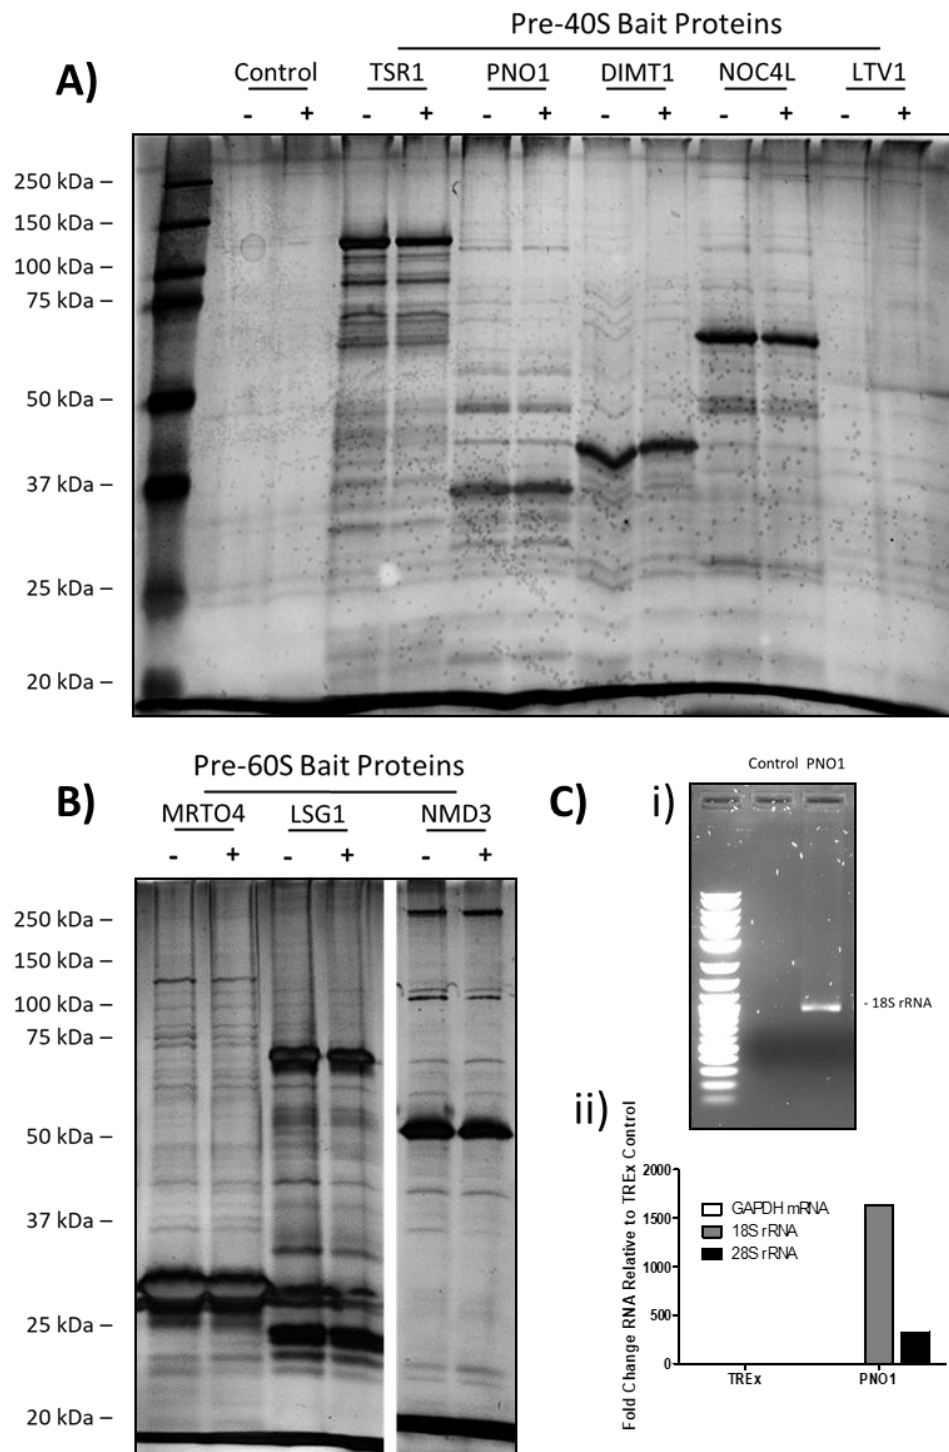 Pre-40S Bait Proteins
A)
Control TSR1 PNO1 DIMT1 NOC4L LTV1
- + - + - + - + - + - +
250 kDa –
150 kDa –
100 kDa –
75 kDa –
50 kDa –
37 kDa –
25 kDa –
20 kDa –
Pre-60S Bait Proteins
B)
MRTO4 LSG1 NMD3
- + - + - +
250 kDa –
150 kDa –
100 kDa –
75 kDa –
50 kDa –
37 kDa –
25 kDa –
20 kDa –
C)
i)
Control PNO1
- 18S rRNA
ii)
Fold Change RNA Relative to TREx Control
2000
1500
1000
500
0
GAPDH mRNA
18S rRNA
28S rRNA
TREx PNO1